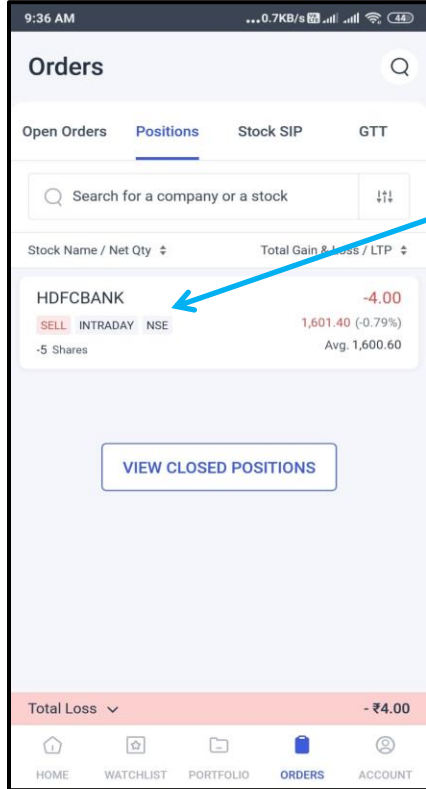 9:36 AM ...0.7KB/s 44
Orders
Open Orders Positions Stock SIP GTT
Search for a company or a stock
Stock Name / Net Qty Total Gain & Loss / LTP
HDFCBANK -4.00
SELL INTRADAY NSE 1,601.40 (-0.79%)
-5 Shares Avg. 1,600.60
VIEW CLOSED POSITIONS
Total Loss - ₹4.00
HOME WATCHLIST PORTFOLIO ORDERS ACCOUNT